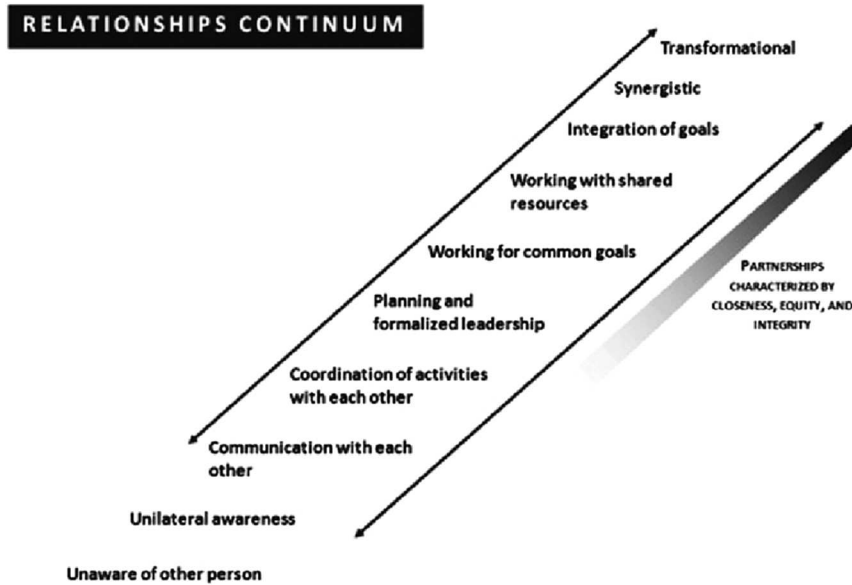 RELATIONSHIPS CONTINUUM
Transformational
Synergistic
Integration of goals
Working with shared
resources
Working for common goals
Planning and
formalized leadership
Coordination of activities
with each other
Communication with each
other
Unilateral awareness
Unaware of other person
PARTNERSHIPS
CHARACTERIZED BY
CLOSENESS, EQUITY, AND
INTEGRITY